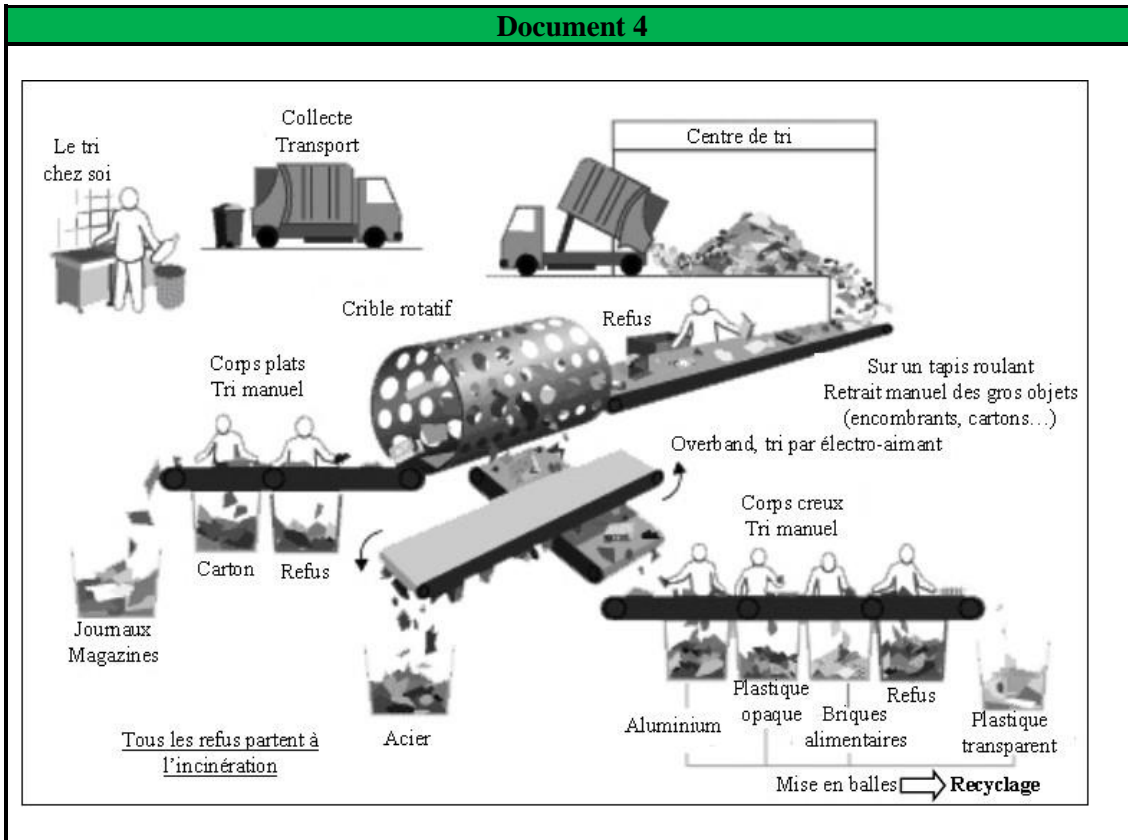 Document 4
Le tri
chez soi
Collecte
Transport
Centre de tri
Crible rotatif
Refus
Corps plats
Tri manuel
Sur un tapis roulant
Retrait manuel des gros objets
(encombrants, cartons…)
Overband, tri par électro-aimant
Corps creux
Tri manuel
Carton
Refus
Journaux
Magazines
Acier
Aluminium
Plastique
opaque
Briques
alimentaires
Refus
Plastique
transparent
Tous les refus partent à
l'incinération
Mise en balles
Recyclage